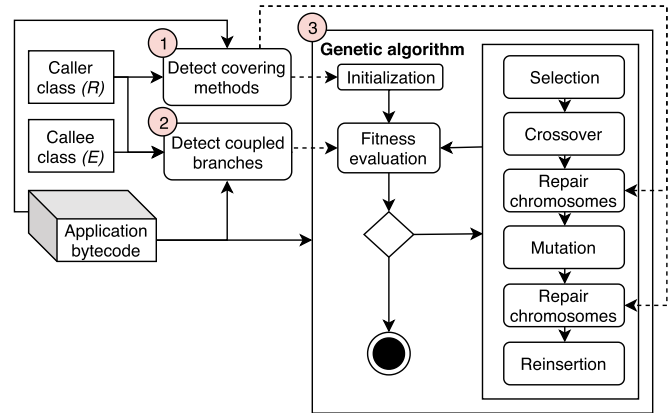 3
Genetic algorithm
1
Caller
class (R)
Detect covering
methods
Initialization
Selection
2
Callee
class (E)
Detect coupled
branches
Fitness
evaluation
Crossover
Repair
chromosomes
Application
bytecode
Mutation
Repair
chromosomes
Reinsertion